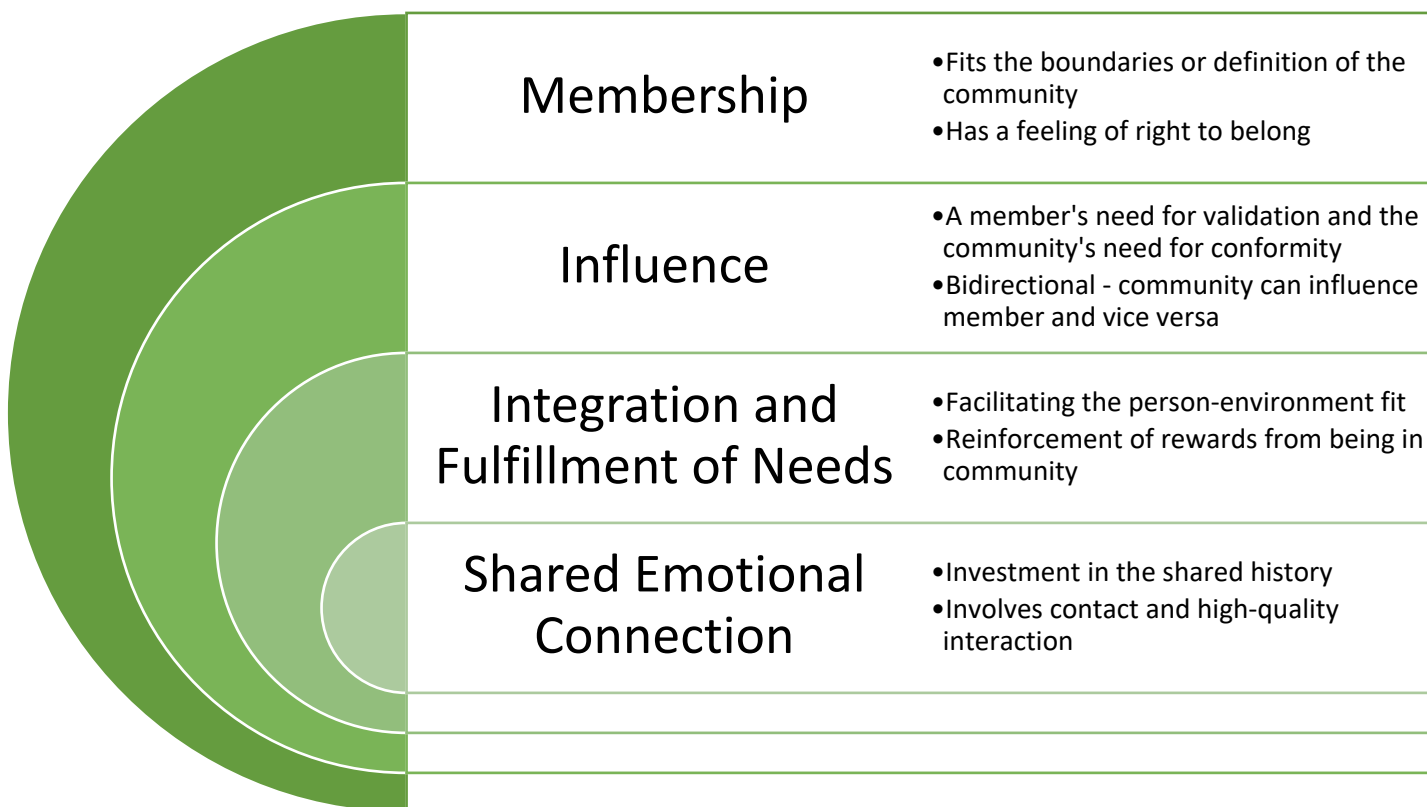 Membership
•Fits the boundaries or definition of the
community
•Has a feeling of right to belong
Influence
•A member's need for validation and the
community's need for conformity
•Bidirectional - community can influence
member and vice versa
Integration and
Fulfillment of Needs
•Facilitating the person-environment fit
•Reinforcement of rewards from being in
community
Shared Emotional
Connection
•Investment in the shared history
•Involves contact and high-quality
interaction